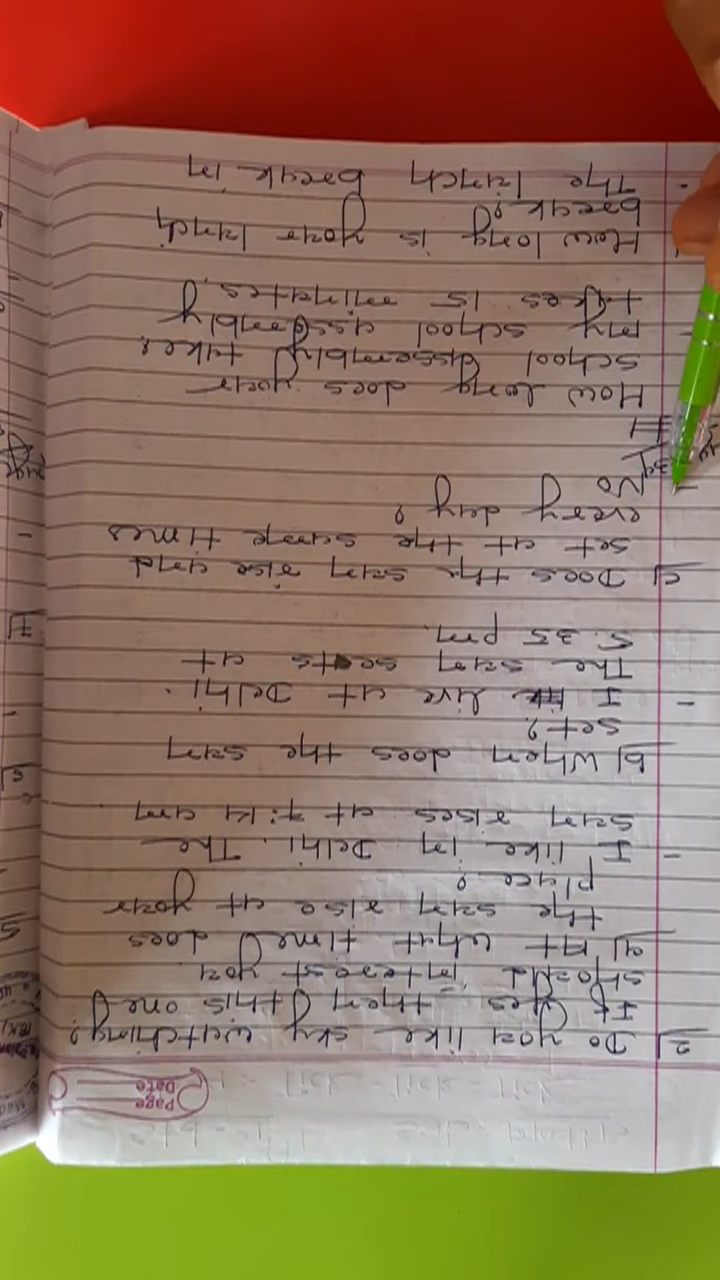 Page
Date
2] Do you like sky watching?
If yes then this one
should interest you
a] At what time does
the sun rise at your
place?
- I like in Delhi. The
sun rises at 7:14 am
b] When does the sun
set?
- I live at Delhi.
The sun sets at
5:35 pm.
c] Does the sun rise and
set at the same times
every day?
- No
How long does your
school assembly take?
- my school assembly
takes 15 minutes.
How long is your lunch
break?
- The lunch break in